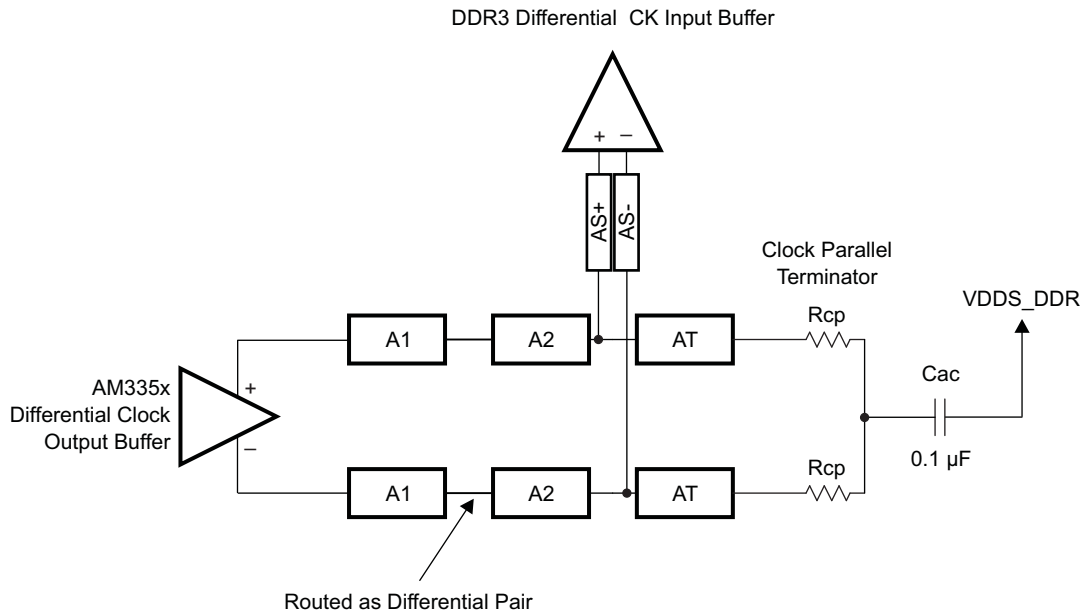 DDR3 Differential CK Input Buffer
+ –
AS+
AS-
Clock Parallel
Terminator
VDDS_DDR
Rcp
A1
A2
AT
AM335x
Differential Clock
Output Buffer
+
–
Cac
0.1 µF
Rcp
A1
A2
AT
Routed as Differential Pair